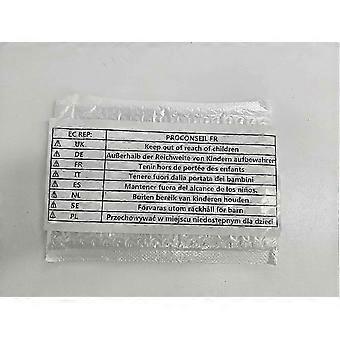 EC REP: PROCONSEIL FR
⚠ UK Keep out of reach of children
⚠ DE Außerhalb der Reichweite von Kindern aufbewahren
⚠ FR Tenir hors de portée des enfants
⚠ IT Tenere fuori dalla portata dei bambini
⚠ ES Mantener fuera del alcance de los niños.
⚠ NL Buiten bereik van kinderen houden.
⚠ SE Förvaras utom räckhåll för barn
⚠ PL Przechowywać w miejscu niedostępnym dla dzieci